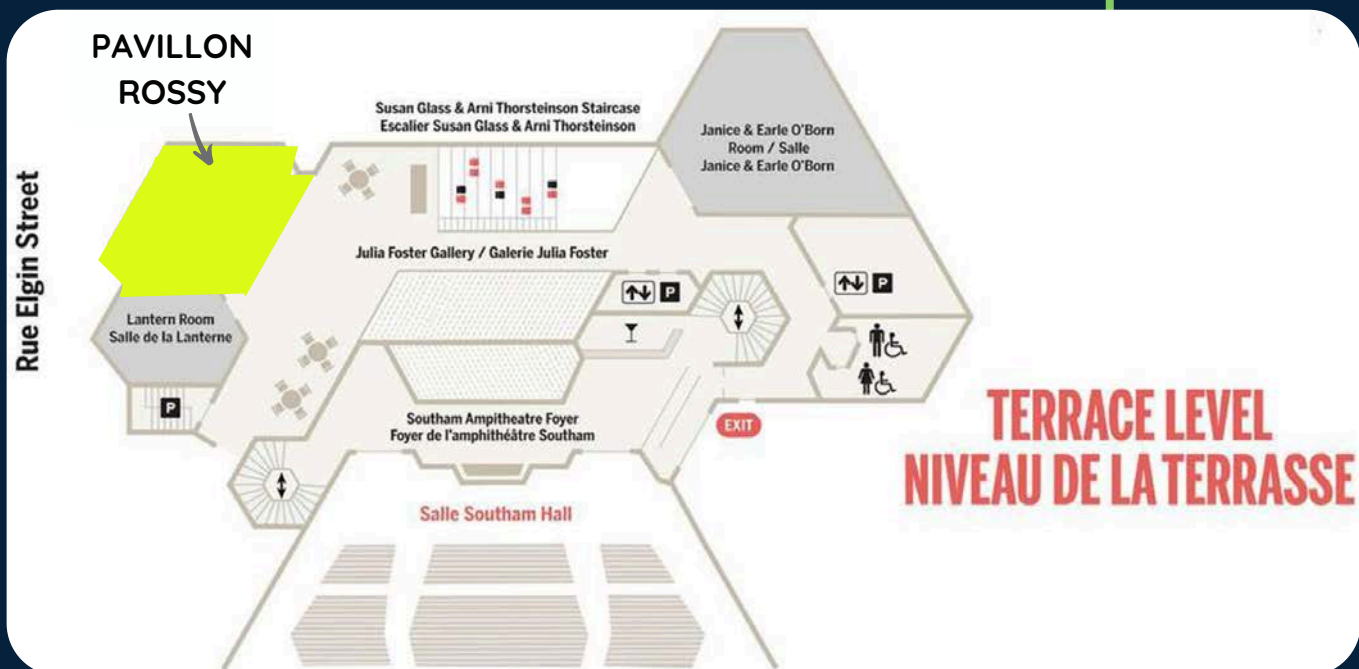 PAVILLON
ROSSY
Rue Elgin Street
Susan Glass & Arni Thorsteinson Staircase
Escalier Susan Glass & Arni Thorsteinson
Janice & Earle O'Born
Room / Salle
Janice & Earle O'Born
Julia Foster Gallery / Galerie Julia Foster
P
P
Lantern Room
Salle de la Lanterne
P
Southam Ampitheatre Foyer
Foyer de l'amphithéâtre Southam
EXIT
TERRACE LEVEL
NIVEAU DE LA TERRASSE
Salle Southam Hall